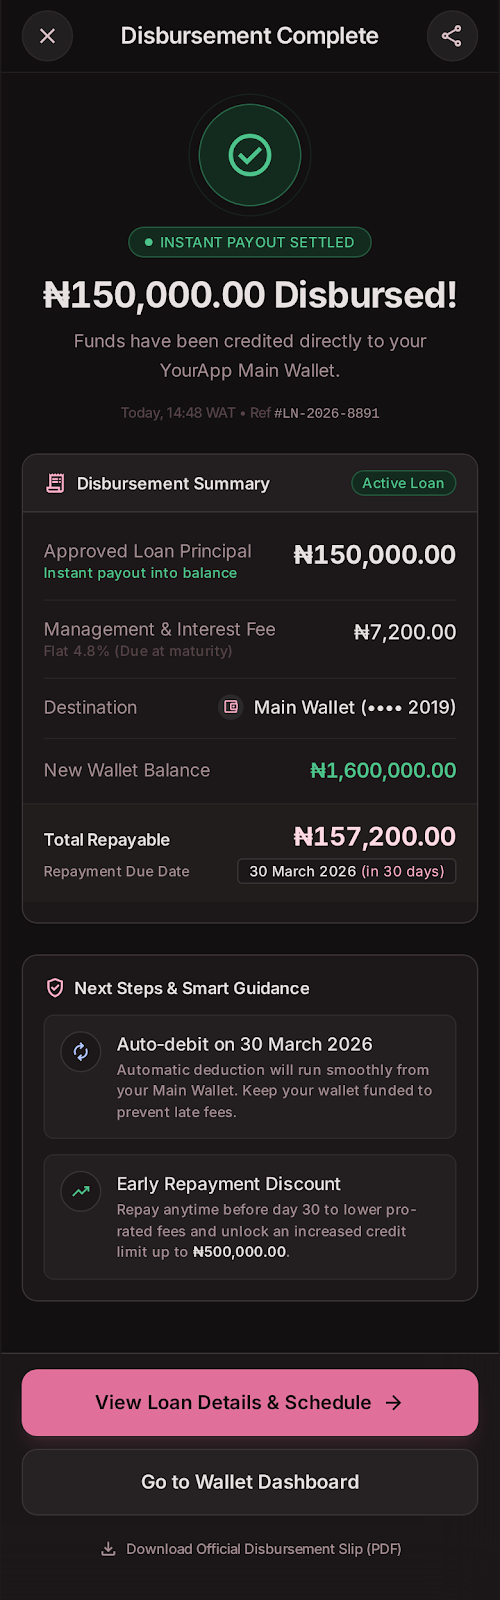 Disbursement Complete
INSTANT PAYOUT SETTLED
₦150,000.00 Disbursed!
Funds have been credited directly to your
YourApp Main Wallet.
Today, 14:48 WAT • Ref #LN-2026-8891
Disbursement Summary
Active Loan
Approved Loan Principal
₦150,000.00
Instant payout into balance
Management & Interest Fee
₦7,200.00
Flat 4.8% (Due at maturity)
Destination
Main Wallet (•••• 2019)
New Wallet Balance
₦1,600,000.00
Total Repayable
₦157,200.00
Repayment Due Date
30 March 2026 (in 30 days)
Next Steps & Smart Guidance
Auto-debit on 30 March 2026
Automatic deduction will run smoothly from
your Main Wallet. Keep your wallet funded to
prevent late fees.
Early Repayment Discount
Repay anytime before day 30 to lower pro-
rated fees and unlock an increased credit
limit up to ₦500,000.00.
View Loan Details & Schedule →
Go to Wallet Dashboard
Download Official Disbursement Slip (PDF)